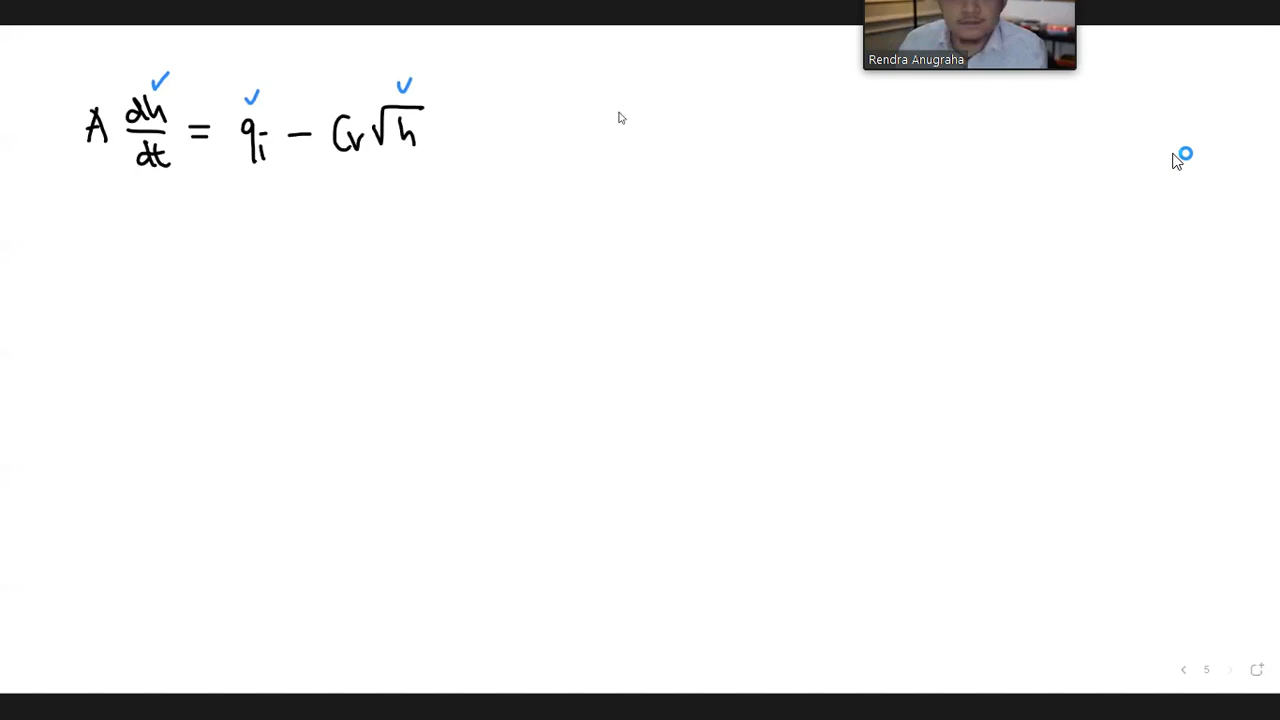 Rendra Anugraha
A dh/dt = qi - Cv√h
5